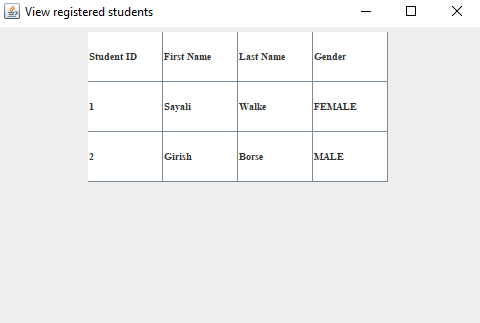 View registered students
Student ID First Name Last Name Gender
1 Sayali Walke FEMALE
2 Girish Borse MALE